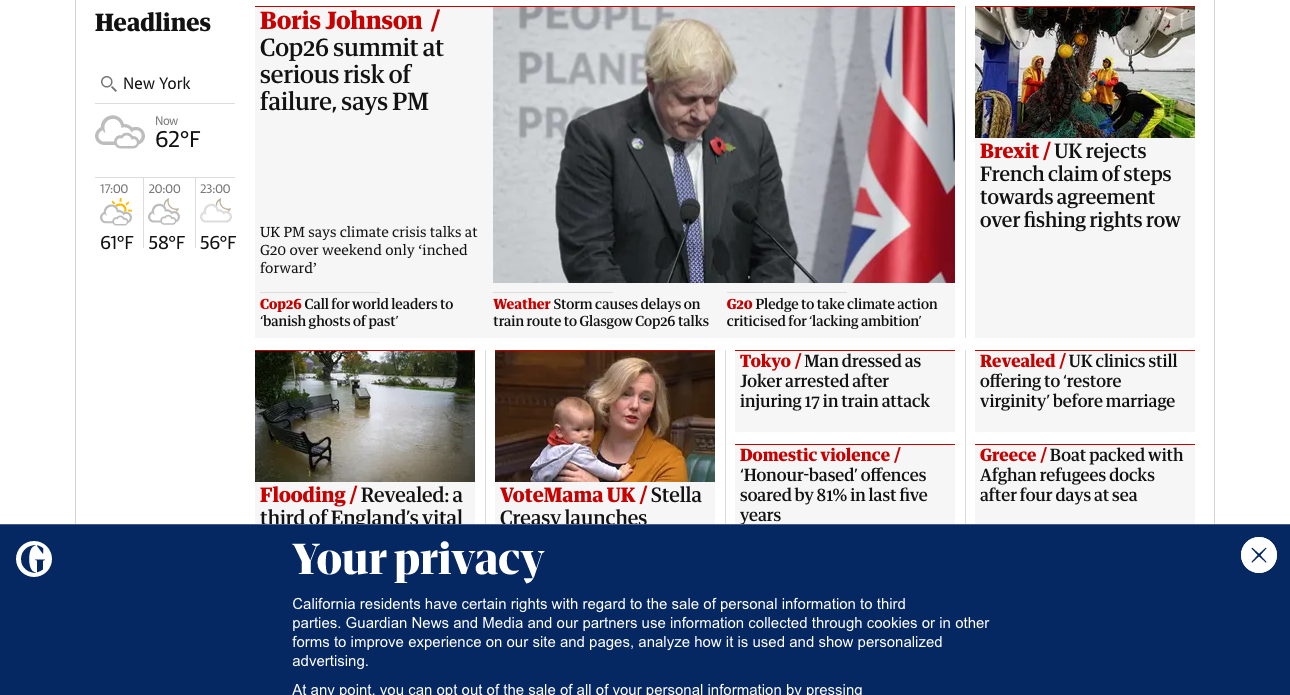 Headlines
New York
Now
62°F
17:00
20:00
23:00
61°F
58°F
56°F
Boris Johnson /
Cop26 summit at
serious risk of
failure, says PM
UK PM says climate crisis talks at
G20 over weekend only ‘inched
forward’
PEOPLE
PLANE
PR
Y
Brexit / UK rejects
French claim of steps
towards agreement
over fishing rights row
Cop26 Call for world leaders to
‘banish ghosts of past’
Weather Storm causes delays on
train route to Glasgow Cop26 talks
G20 Pledge to take climate action
criticised for ‘lacking ambition’
Flooding / Revealed: a
third of England’s vital
VoteMama UK / Stella
Creasy launches
Tokyo / Man dressed as
Joker arrested after
injuring 17 in train attack
Domestic violence /
‘Honour-based’ offences
soared by 81% in last five
years
Revealed / UK clinics still
offering to ‘restore
virginity’ before marriage
Greece / Boat packed with
Afghan refugees docks
after four days at sea
G
Your privacy
California residents have certain rights with regard to the sale of personal information to third
parties. Guardian News and Media and our partners use information collected through cookies or in other
forms to improve experience on our site and pages, analyze how it is used and show personalized
advertising.
At any point, you can opt out of the sale of all of your personal information by pressing